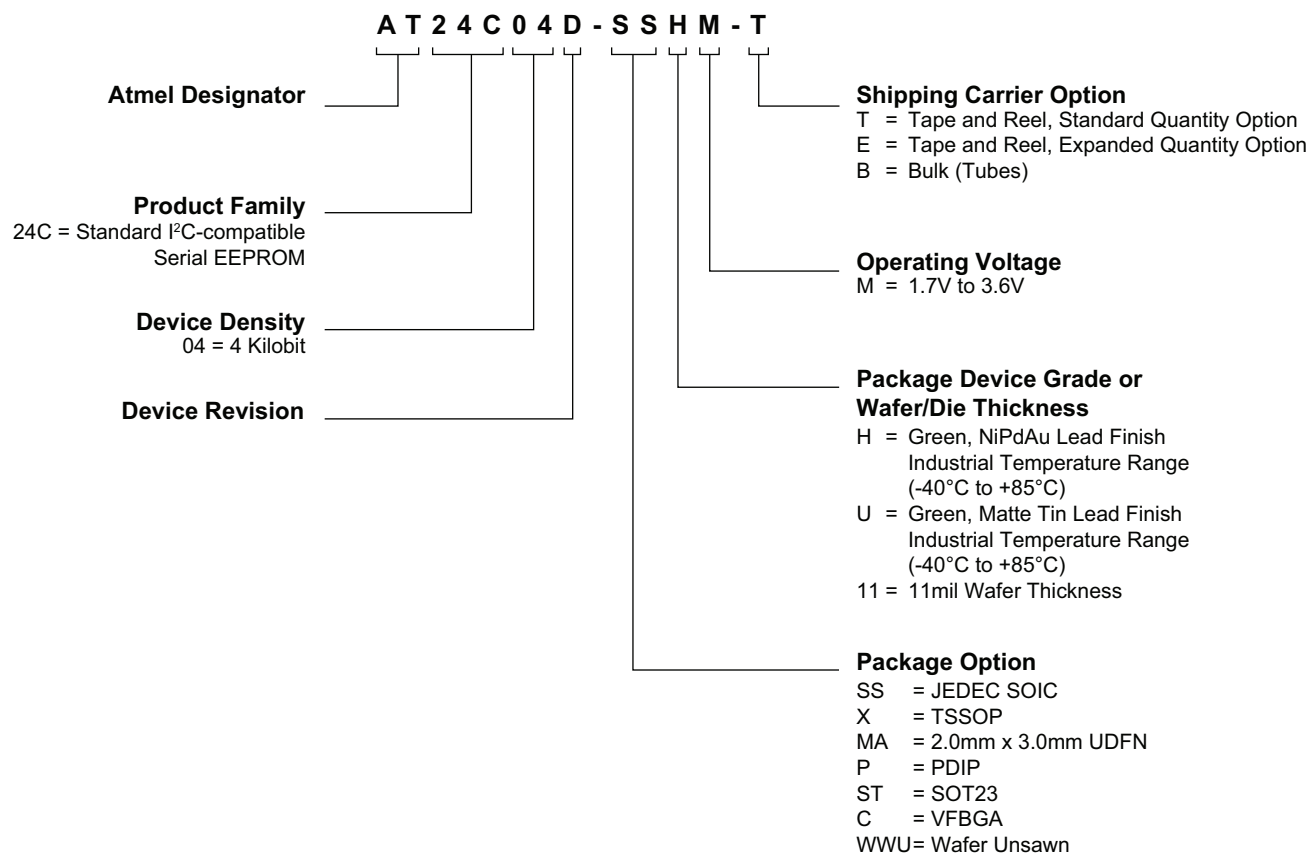 AT24C04D-SSHM-T
Atmel Designator
Product Family
24C = Standard I²C-compatible
Serial EEPROM
Device Density
04 = 4 Kilobit
Device Revision
Shipping Carrier Option
T = Tape and Reel, Standard Quantity Option
E = Tape and Reel, Expanded Quantity Option
B = Bulk (Tubes)
Operating Voltage
M = 1.7V to 3.6V
Package Device Grade or
Wafer/Die Thickness
H = Green, NiPdAu Lead Finish
Industrial Temperature Range
(-40°C to +85°C)
U = Green, Matte Tin Lead Finish
Industrial Temperature Range
(-40°C to +85°C)
11 = 11mil Wafer Thickness
Package Option
SS = JEDEC SOIC
X = TSSOP
MA = 2.0mm x 3.0mm UDFN
P = PDIP
ST = SOT23
C = VFBGA
WWU= Wafer Unsawn